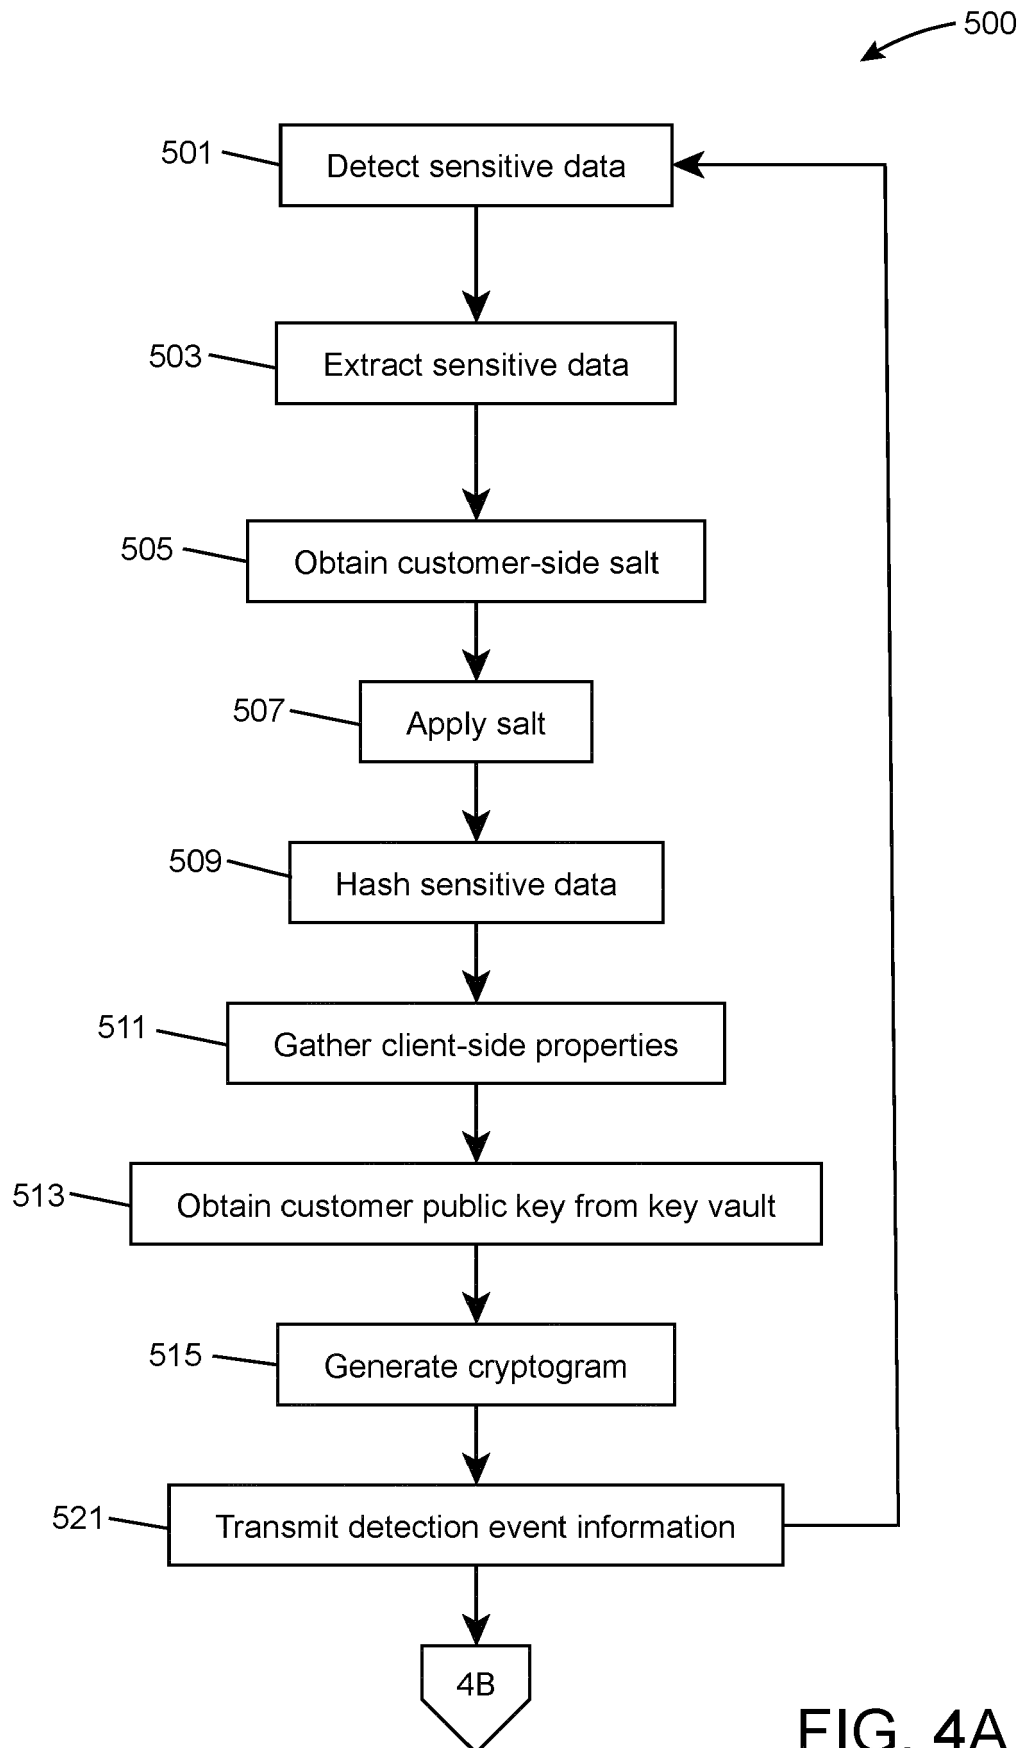 500
501 Detect sensitive data
503 Extract sensitive data
505 Obtain customer-side salt
507 Apply salt
509 Hash sensitive data
511 Gather client-side properties
513 Obtain customer public key from key vault
515 Generate cryptogram
521 Transmit detection event information
4B
FIG. 4A